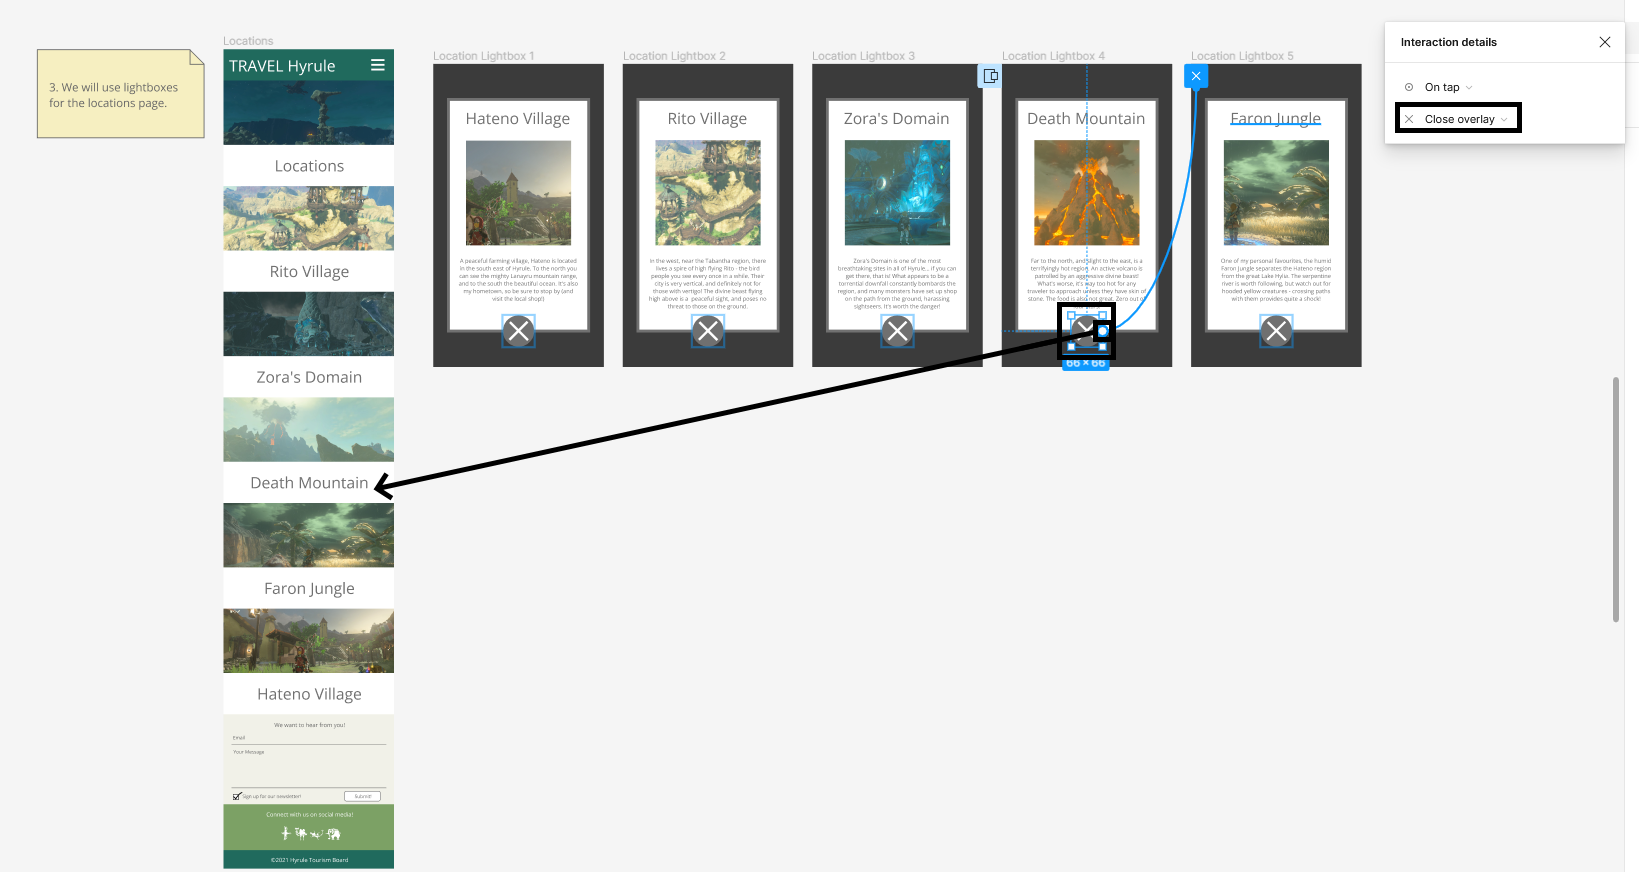 Locations
3. We will use lightboxes
for the locations page.
TRAVEL Hyrule
Locations
Rito Village
Zora's Domain
Death Mountain
Faron Jungle
Hateno Village
We want to hear from you!
Email
Your Message
Sign up for our newsletter!
Submit!
Connect with us on social media!
©2021 Hyrule Tourism Board
Location Lightbox 1
Hateno Village
A peaceful farming village, Hateno is located
in the south east of Hyrule. To the north you
can see the mighty Lanayru mountain range,
and to the south the beautiful ocean. It's also
my hometown, so be sure to stop by (and
visit the local shop!)
Location Lightbox 2
Rito Village
In the west, near the Tabantha region, there
lives a spire of high flying Rito - the bird
people you see every once in a while. Their
city is very vertical, and definitely not for
those with vertigo! The divine beast flying
high above is a peaceful sight, and poses no
threat to those on the ground.
Location Lightbox 3
Zora's Domain
Zora's Domain is one of the most
breathtaking sites in all of Hyrule... if you can
get there, that is! What appears to be a
torrential downfall constantly bombards the
region, and many monsters have set up shop
on the path from the ground, harassing
sightseers. It's worth the danger!
Location Lightbox 4
Death Mountain
Far to the north, and slight to the east, is a
terrifyingly hot region. An active volcano is
patrolled by an aggressive divine beast!
What's worse, it's way too hot for any
traveler to approach unless they have skin of
stone. The food is also not great. Zero out of
66 × 66
Location Lightbox 5
Faron Jungle
One of my personal favourites, the humid
Faron Jungle separates the Hateno region
from the great Lake Hylia. The serpentine
river is worth following, but watch out for
hooded yellow creatures - crossing paths
with them provides quite a shock!
Interaction details
On tap
Close overlay